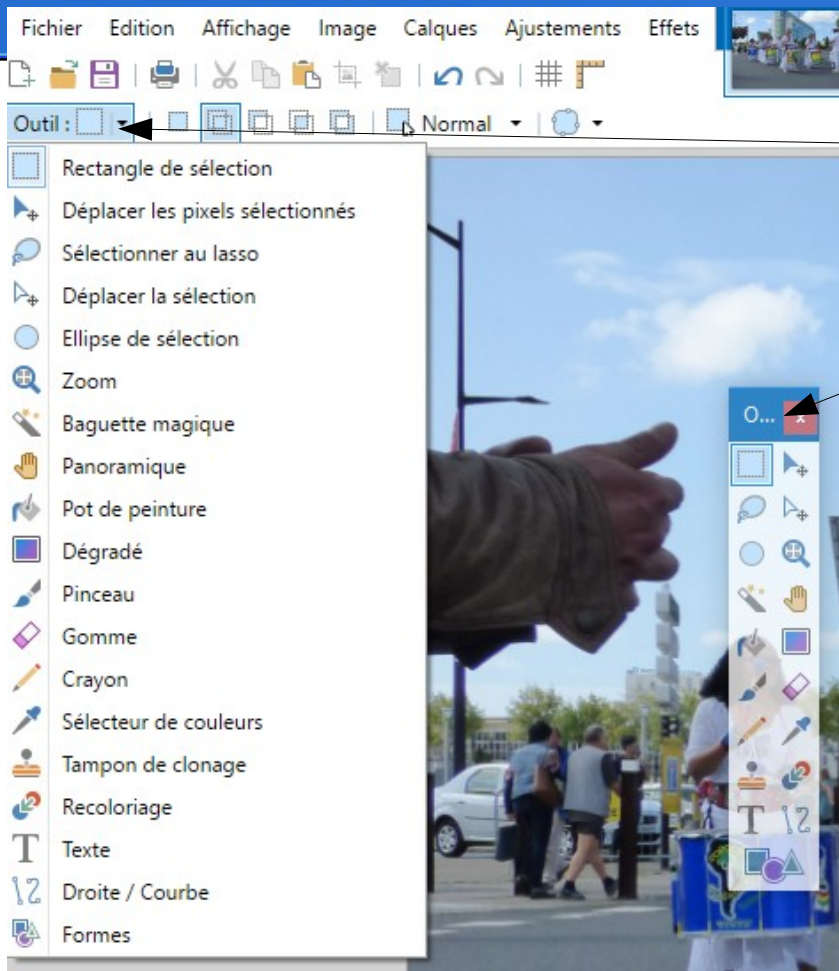 Fichier Edition Affichage Image Calques Ajustements Effets
Outil : Normal
Rectangle de sélection
Déplacer les pixels sélectionnés
Sélectionner au lasso
Déplacer la sélection
Ellipse de sélection
Zoom
Baguette magique
Panoramique
Pot de peinture
Dégradé
Pinceau
Gomme
Crayon
Sélecteur de couleurs
Tampon de clonage
Recoloriage
Texte
Droite / Courbe
Formes
O... x